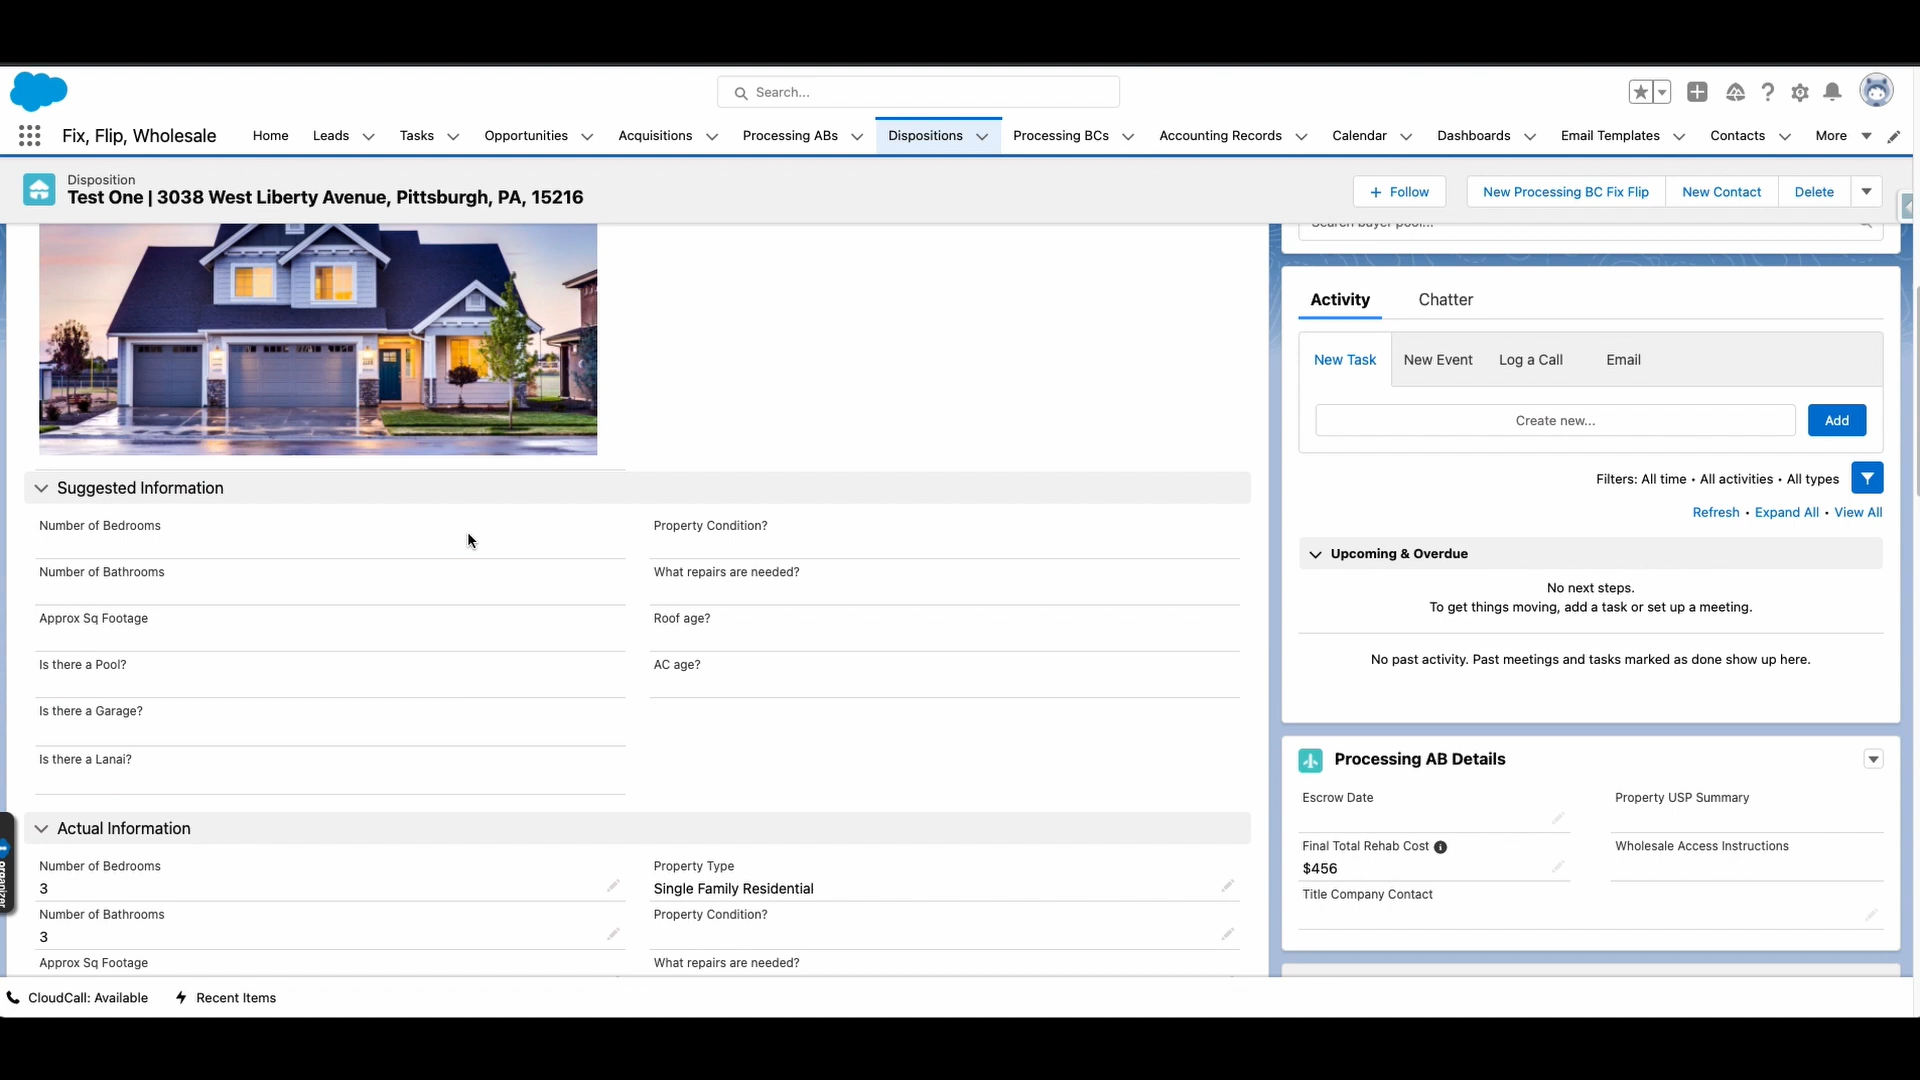 Search...
Fix, Flip, Wholesale
Home Leads Tasks Opportunities Acquisitions Processing ABs Dispositions Processing BCs Accounting Records Calendar Dashboards Email Templates Contacts More
Disposition
Test One | 3038 West Liberty Avenue, Pittsburgh, PA, 15216
Follow New Processing BC Fix Flip New Contact Delete
Search buyer pool...
Activity Chatter
New Task New Event Log a Call Email
Create new... Add
Filters: All time • All activities • All types
Refresh • Expand All • View All
Upcoming & Overdue
No next steps.
To get things moving, add a task or set up a meeting.
No past activity. Past meetings and tasks marked as done show up here.
Suggested Information
Number of Bedrooms Property Condition?
Number of Bathrooms What repairs are needed?
Approx Sq Footage Roof age?
Is there a Pool? AC age?
Is there a Garage?
Is there a Lanai?
Actual Information
Number of Bedrooms Property Type
3 Single Family Residential
Number of Bathrooms Property Condition?
3
Approx Sq Footage What repairs are needed?
Processing AB Details
Escrow Date Property USP Summary
Final Total Rehab Cost Wholesale Access Instructions
$456
Title Company Contact
organizer
CloudCall: Available Recent Items